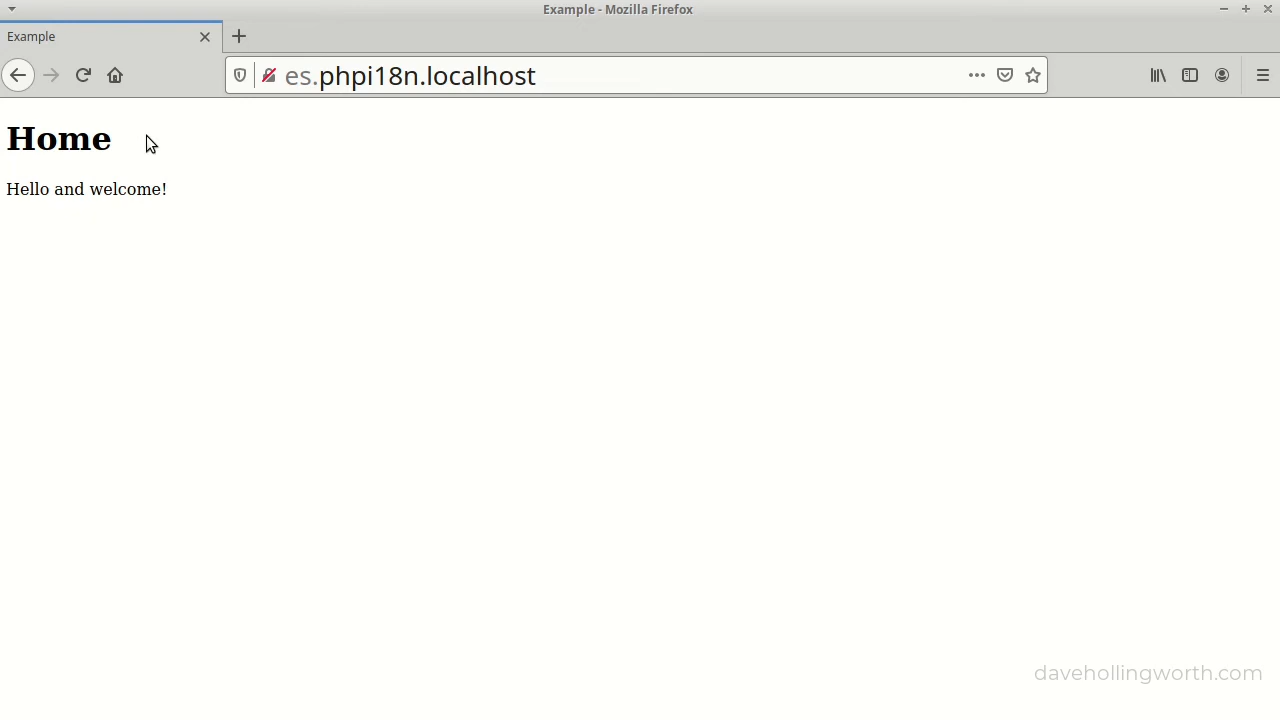 Example - Mozilla Firefox
Example
es.phpi18n.localhost
Home
Hello and welcome!
davehollingworth.com